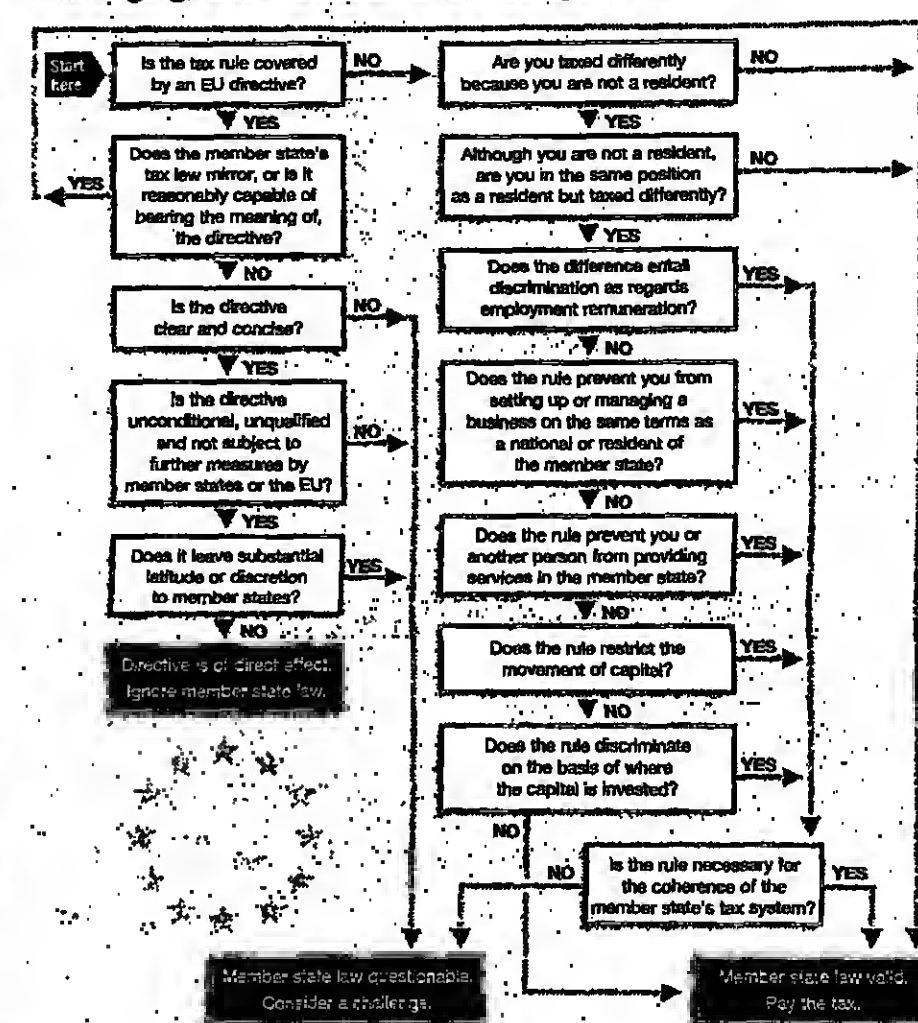 Start
here
Is the tax rule covered
by an EU directive?
NO
YES
Does the member state's
tax law mirror, or is it
reasonably capable of
bearing the meaning of,
the directive?
YES
NO
Is the directive
clear and concise?
NO
YES
Is the directive
unconditional, unqualified
and not subject to
further measures by
member states or the EU?
NO
YES
Does it leave substantial
latitude or discretion
to member states?
YES
NO
Directive is of direct effect.
Ignore member state law.
Are you taxed differently
because you are not a resident?
NO
YES
Although you are not a resident,
are you in the same position
as a resident but taxed differently?
NO
YES
Does the difference entail
discrimination as regards
employment remuneration?
YES
NO
Does the rule prevent you from
setting up or managing a
business on the same terms as
a national or resident of
the member state?
YES
NO
Does the rule prevent you or
another person from providing
services in the member state?
YES
NO
Does the rule restrict the
movement of capital?
YES
NO
Does the rule discriminate
on the basis of where
the capital is invested?
YES
NO
Is the rule necessary for
the coherence of the
member state's tax system?
NO
YES
Member state law questionable.
Consider a challenge.
Member state law valid.
Pay the tax.